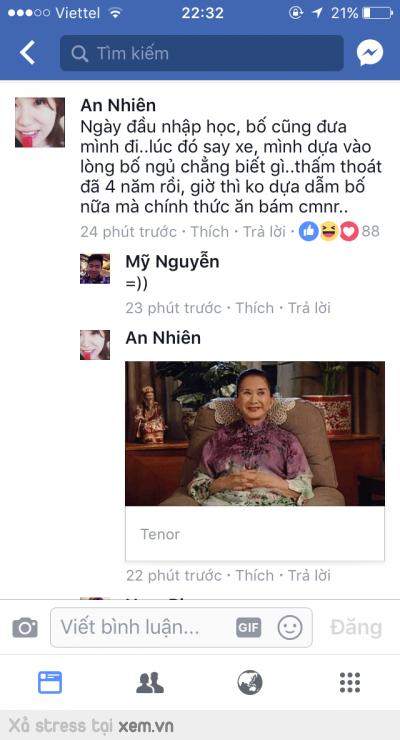 Viettel 22:32 21%
Tìm kiếm
An Nhiên
Ngày đầu nhập học, bố cũng đưa
mình đi..lúc đó say xe, mình dựa vào
lòng bố ngủ chẳng biết gì..thấm thoát
đã 4 năm rồi, giờ thì ko dựa dẫm bố
nữa mà chính thức ăn bám cmnr..
24 phút trước · Thích · Trả lời 88
Mỹ Nguyễn
=))
23 phút trước · Thích · Trả lời
An Nhiên
Tenor
22 phút trước · Thích · Trả lời
Viết bình luận... GIF Đăng
Xả stress tại xem.vn